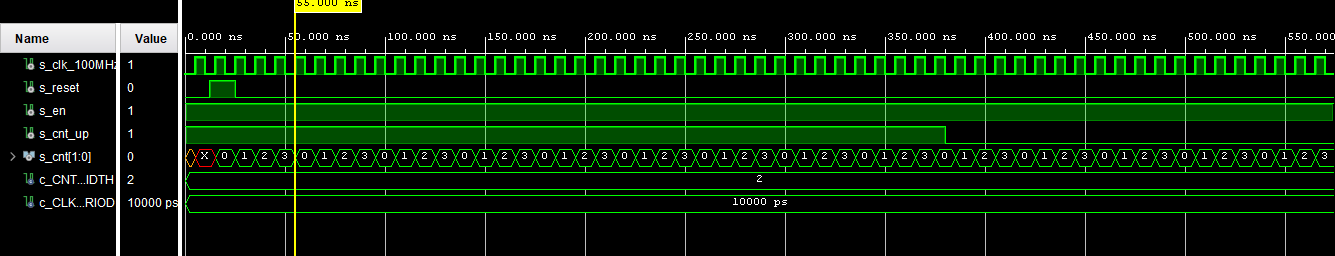 55.000 ns
Name Value
0.000 ns 50.000 ns 100.000 ns 150.000 ns 200.000 ns 250.000 ns 300.000 ns 350.000 ns 400.000 ns 450.000 ns 500.000 ns 550.000
s_clk_100MHz 1
s_reset 0
s_en 1
s_cnt_up 1
s_cnt[1:0] 0 X 0 1 2 3 0 1 2 3 0 1 2 3 0 1 2 3 0 1 2 3 0 1 2 3 0 1 2 3 0 1 2 3 0 1 2 3 0 1 2 3 0 1 2 3 0 1 2 3 0 1 2 3 0 1 2 3
c_CNT...IDTH 2 2
c_CLK...RIOD 10000 ps 10000 ps